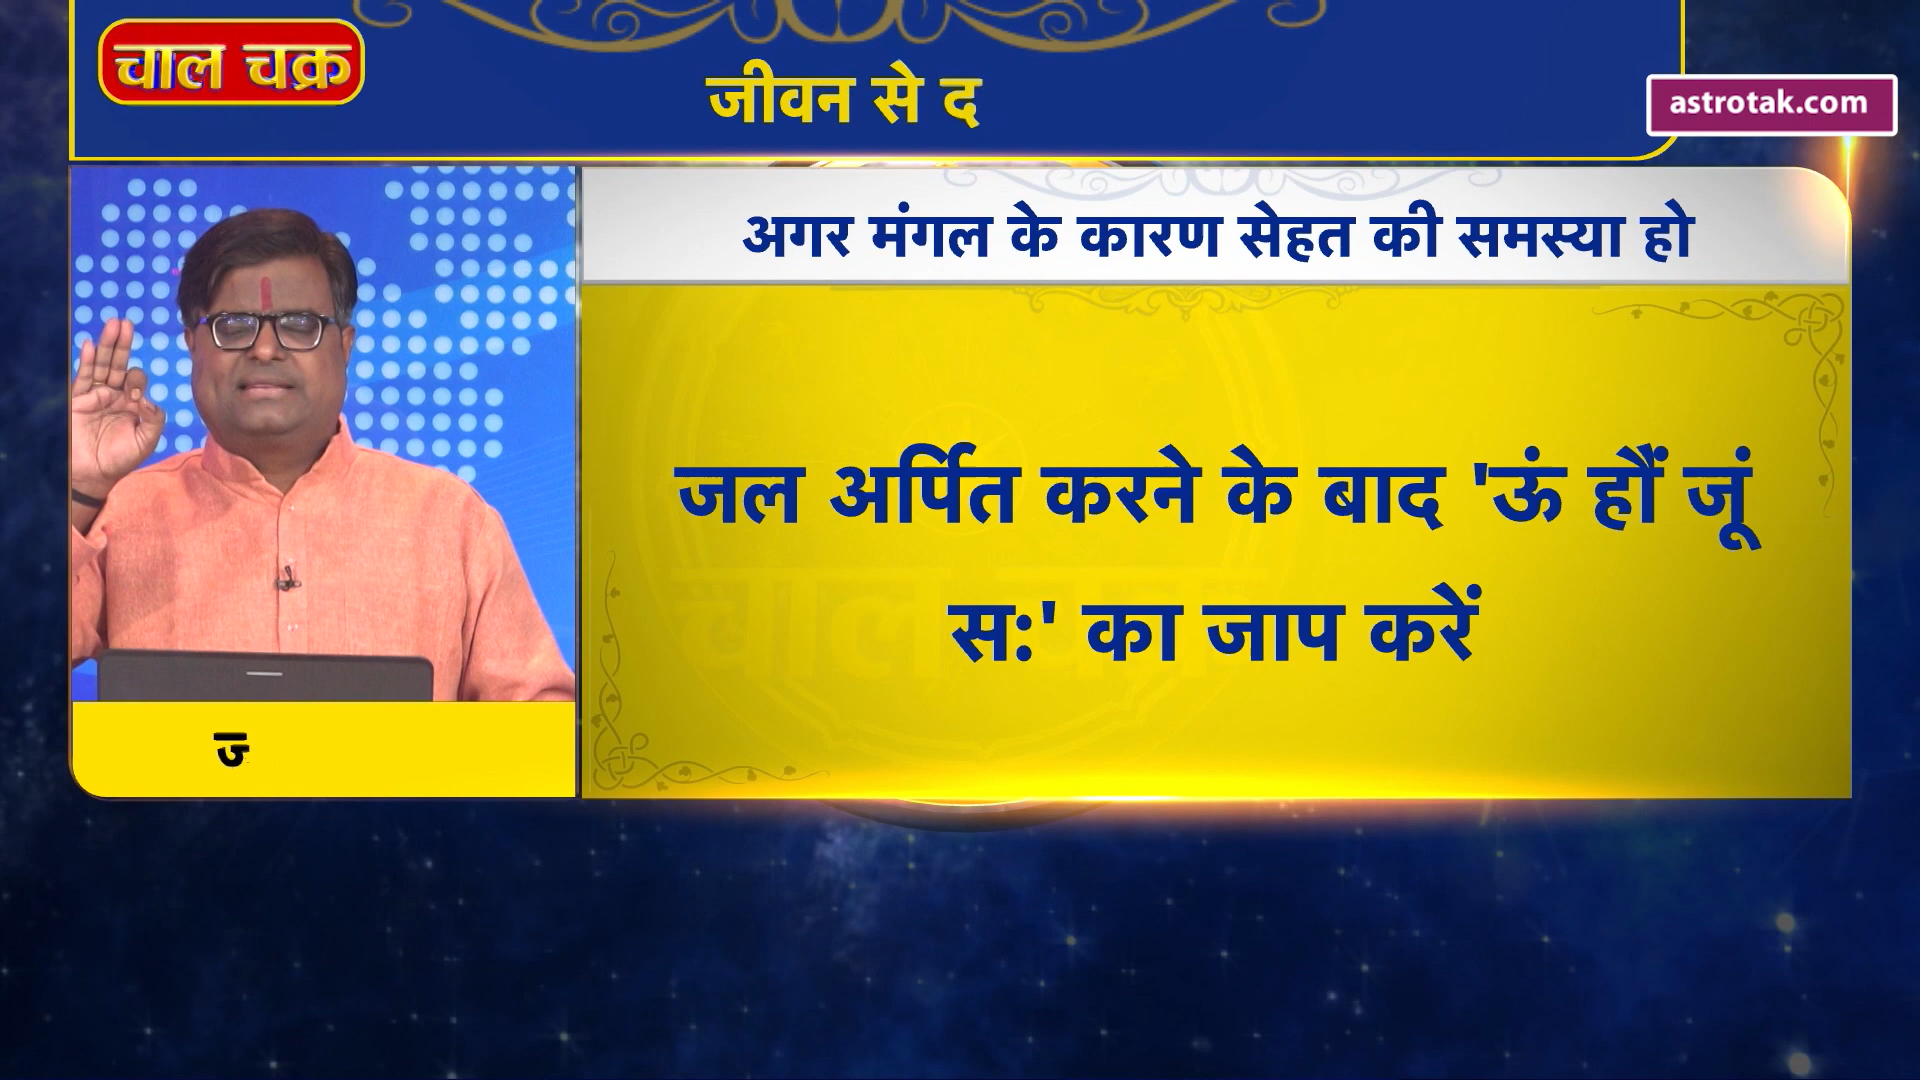 चाल चक्र
जीवन से द
astrotak.com
अगर मंगल के कारण सेहत की समस्या हो
जल अर्पित करने के बाद 'ऊं हौं जूं
स:' का जाप करें